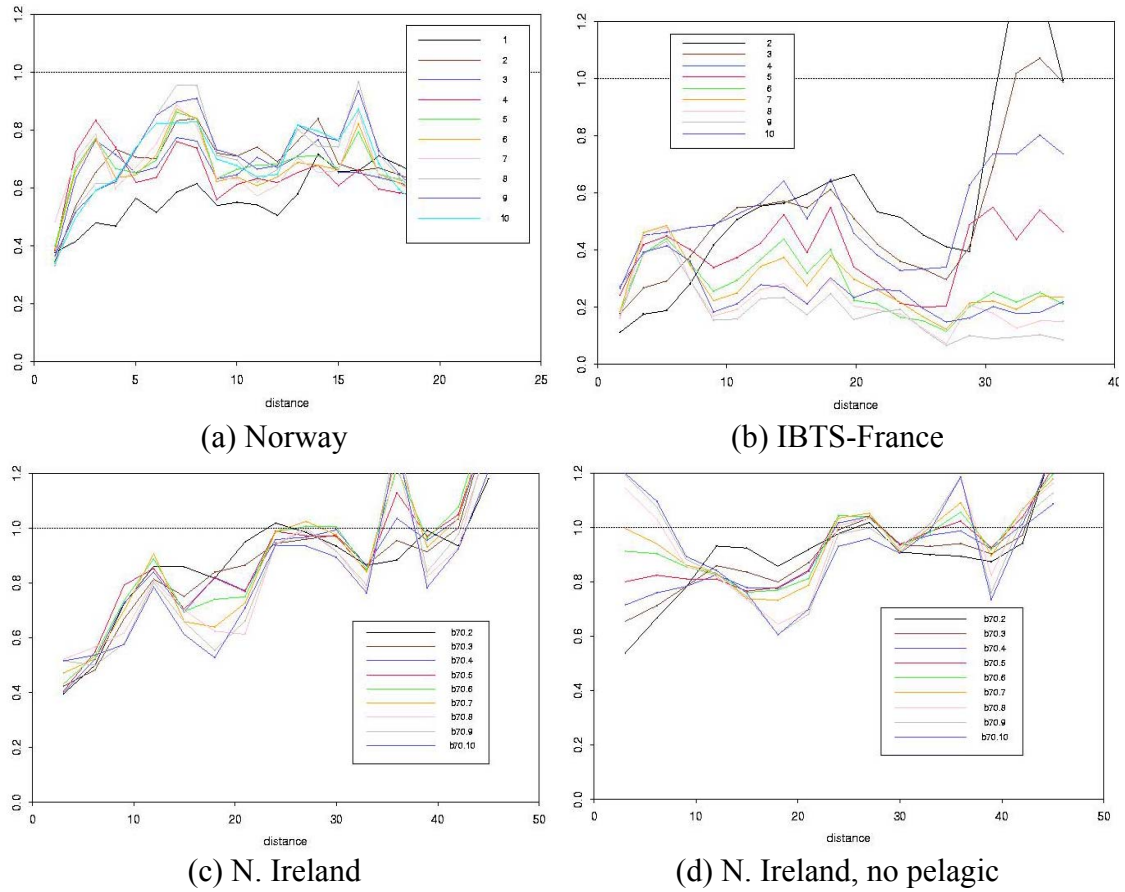 0.0 0.2 0.4 0.6 0.8 1.0 1.2
1
2
3
4
5
6
7
8
9
10
0 5 10 15 20 25
distance
(a) Norway
0.0 0.2 0.4 0.6 0.8 1.0 1.2
2
3
4
5
6
7
8
9
10
0 10 20 30 40
distance
(b) IBTS-France
0.0 0.2 0.4 0.6 0.8 1.0 1.2
b70.2
b70.3
b70.4
b70.5
b70.6
b70.7
b70.8
b70.9
b70.10
0 10 20 30 40 50
distance
(c) N. Ireland
0.0 0.2 0.4 0.6 0.8 1.0 1.2
b70.2
b70.3
b70.4
b70.5
b70.6
b70.7
b70.8
b70.9
b70.10
0 10 20 30 40 50
distance
(d) N. Ireland, no pelagic